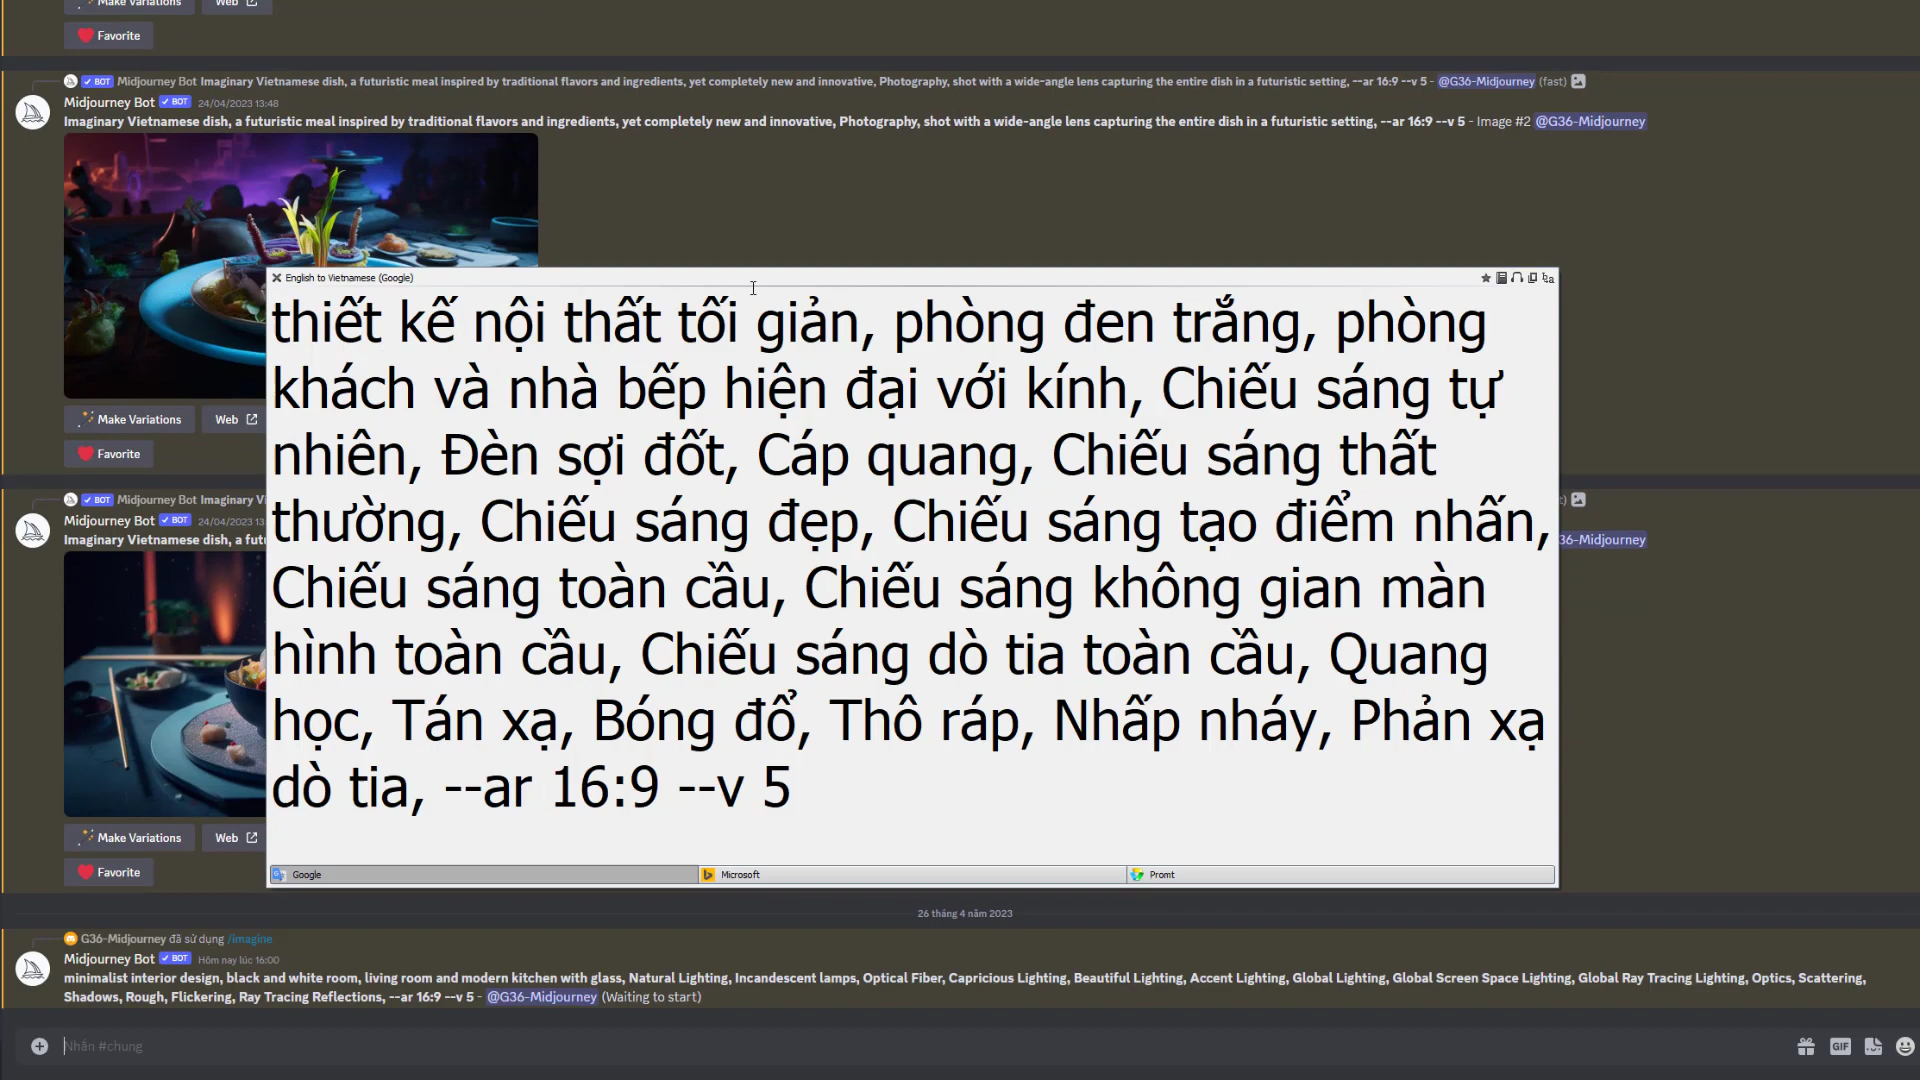 Make Variations Web
Favorite
BOT Midjourney Bot Imaginary Vietnamese dish, a futuristic meal inspired by traditional flavors and ingredients, yet completely new and innovative, Photography, shot with a wide-angle lens capturing the entire dish in a futuristic setting, --ar 16:9 --v 5 - @G36-Midjourney (fast)
Midjourney Bot BOT 24/04/2023 13:48
Imaginary Vietnamese dish, a futuristic meal inspired by traditional flavors and ingredients, yet completely new and innovative, Photography, shot with a wide-angle lens capturing the entire dish in a futuristic setting, --ar 16:9 --v 5 - Image #2 @G36-Midjourney
English to Vietnamese (Google)
thiết kế nội thất tối giản, phòng đen trắng, phòng
khách và nhà bếp hiện đại với kính, Chiếu sáng tự
nhiên, Đèn sợi đốt, Cáp quang, Chiếu sáng thất
thường, Chiếu sáng đẹp, Chiếu sáng tạo điểm nhấn,
Chiếu sáng toàn cầu, Chiếu sáng không gian màn
hình toàn cầu, Chiếu sáng dò tia toàn cầu, Quang
học, Tán xạ, Bóng đổ, Thô ráp, Nhấp nháy, Phản xạ
dò tia, --ar 16:9 --v 5
Google Microsoft Promt
Make Variations Web
Favorite
BOT Midjourney Bot Imaginary V
Midjourney Bot BOT 24/04/2023 13
Imaginary Vietnamese dish, a fut 36-Midjourney
Make Variations Web
Favorite
26 tháng 4 năm 2023
G36-Midjourney đã sử dụng /imagine
Midjourney Bot BOT Hôm nay lúc 16:00
minimalist interior design, black and white room, living room and modern kitchen with glass, Natural Lighting, Incandescent lamps, Optical Fiber, Capricious Lighting, Beautiful Lighting, Accent Lighting, Global Lighting, Global Screen Space Lighting, Global Ray Tracing Lighting, Optics, Scattering,
Shadows, Rough, Flickering, Ray Tracing Reflections, --ar 16:9 --v 5 - @G36-Midjourney (Waiting to start)
Nhắn #chung
GIF